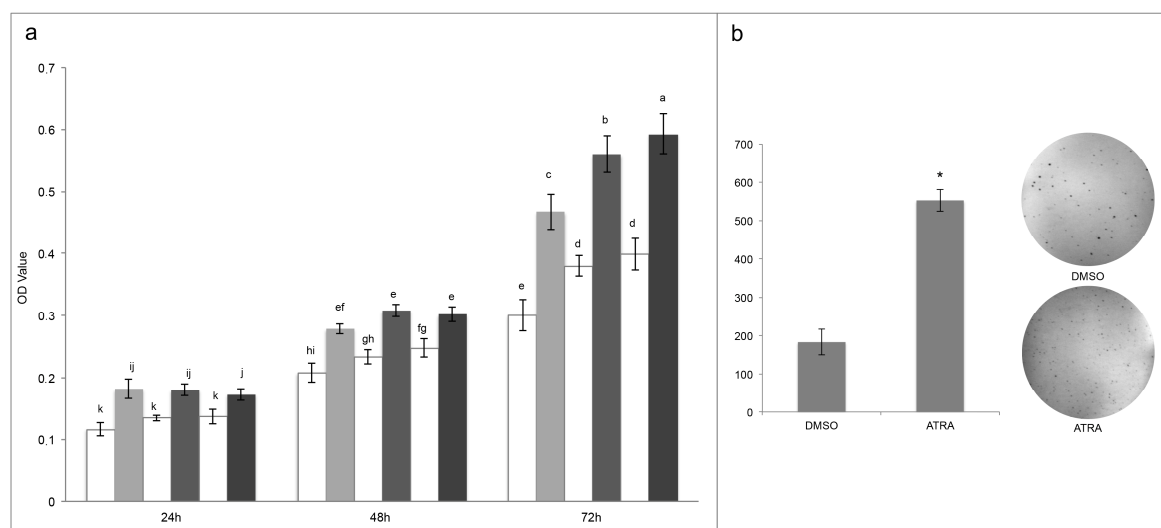 a
0.7
0.6
0.5
0.4
0.3
0.2
0.1
0
OD Value
k
ij
k
ij
k
j
hi
ef
gh
e
fg
e
e
c
d
b
d
a
24h
48h
72h
b
700
600
500
400
300
200
100
0
*
DMSO
ATRA
DMSO
ATRA